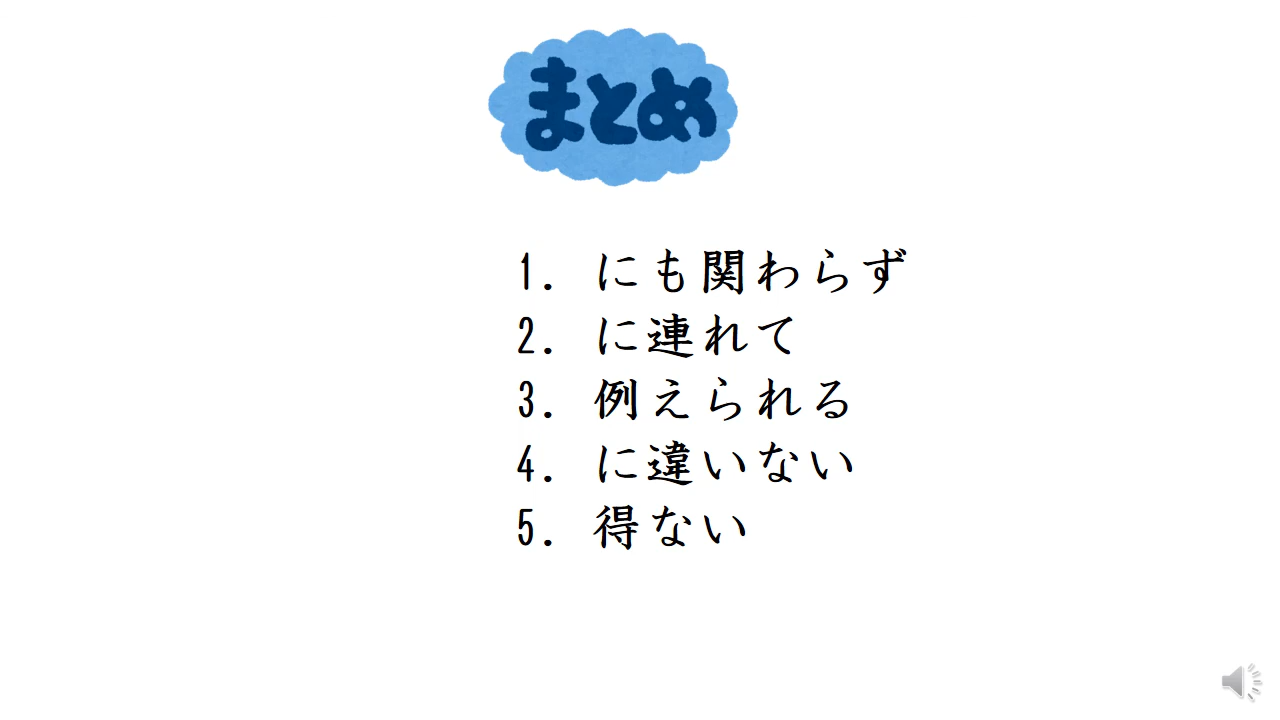 まとめ
1. にも関わらず
2. に連れて
3. 例えられる
4. に違いない
5. 得ない